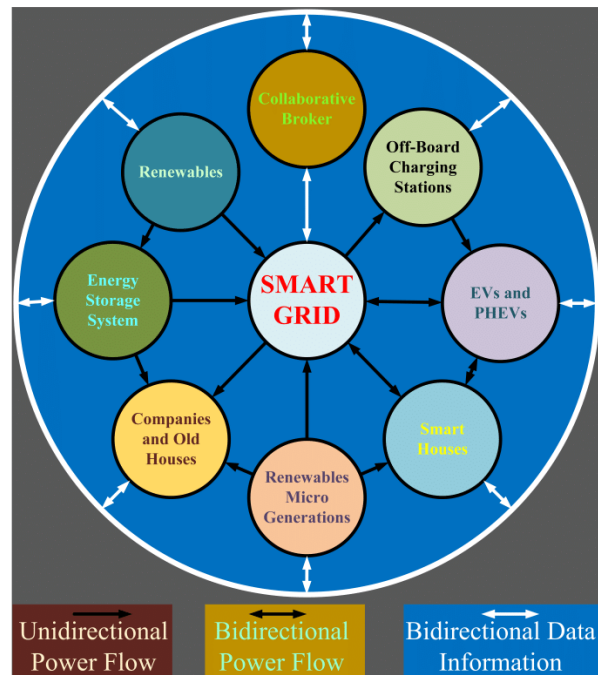 Collaborative
Broker
Off-Board
Charging
Stations
Renewables
SMART
GRID
Energy
Storage
System
EVs and
PHEVs
Companies
and Old
Houses
Smart
Houses
Renewables
Micro
Generations
Unidirectional
Power Flow
Bidirectional
Power Flow
Bidirectional Data
Information